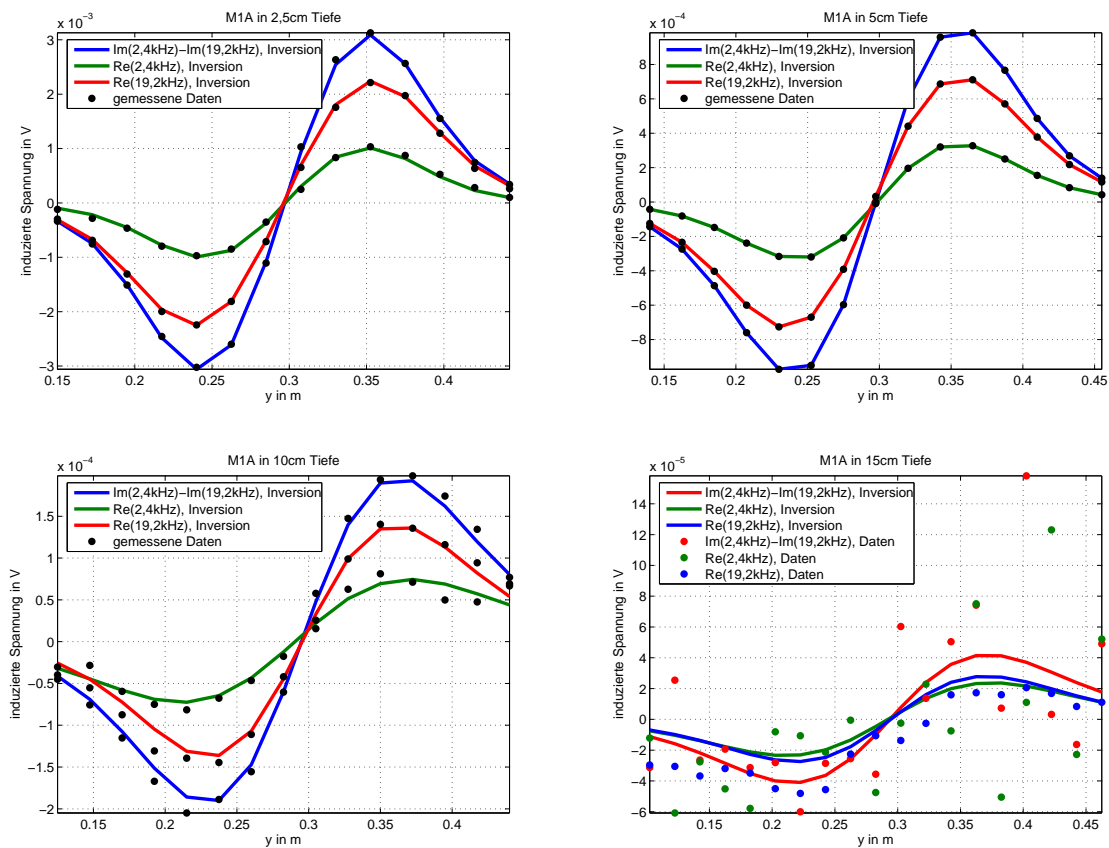 M1A in 2,5cm Tiefe
x 10⁻³
Im(2,4kHz)−Im(19,2kHz), Inversion
Re(2,4kHz), Inversion
Re(19,2kHz), Inversion
gemessene Daten
3
2
1
0
−1
−2
−3
induzierte Spannung in V
0.15 0.2 0.25 0.3 0.35 0.4
y in m
M1A in 5cm Tiefe
x 10⁻⁴
Im(2,4kHz)−Im(19,2kHz), Inversion
Re(2,4kHz), Inversion
Re(19,2kHz), Inversion
gemessene Daten
8
6
4
2
0
−2
−4
−6
−8
induzierte Spannung in V
0.15 0.2 0.25 0.3 0.35 0.4 0.45
y in m
M1A in 10cm Tiefe
x 10⁻⁴
Im(2,4kHz)−Im(19,2kHz), Inversion
Re(2,4kHz), Inversion
Re(19,2kHz), Inversion
gemessene Daten
1.5
1
0.5
0
−0.5
−1
−1.5
−2
induzierte Spannung in V
0.15 0.2 0.25 0.3 0.35 0.4
y in m
M1A in 15cm Tiefe
x 10⁻⁵
Im(2,4kHz)−Im(19,2kHz), Inversion
Re(2,4kHz), Inversion
Re(19,2kHz), Inversion
Im(2,4kHz)−Im(19,2kHz), Daten
Re(2,4kHz), Daten
Re(19,2kHz), Daten
14
12
10
8
6
4
2
0
−2
−4
−6
induzierte Spannung in V
0.15 0.2 0.25 0.3 0.35 0.4 0.45
y in m